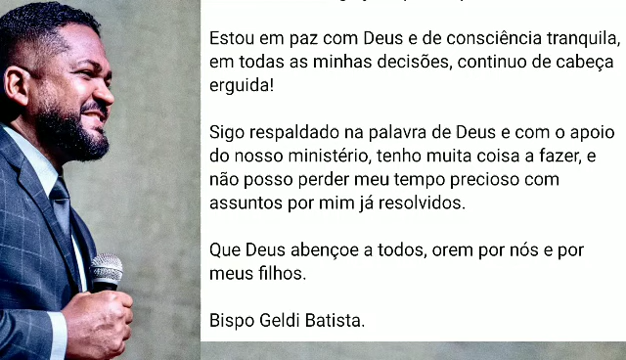 Estou em paz com Deus e de consciência tranquila,
em todas as minhas decisões, continuo de cabeça
erguida!
Sigo respaldado na palavra de Deus e com o apoio
do nosso ministério, tenho muita coisa a fazer, e
não posso perder meu tempo precioso com
assuntos por mim já resolvidos.
Que Deus abençoe a todos, orem por nós e por
meus filhos.
Bispo Geldi Batista.